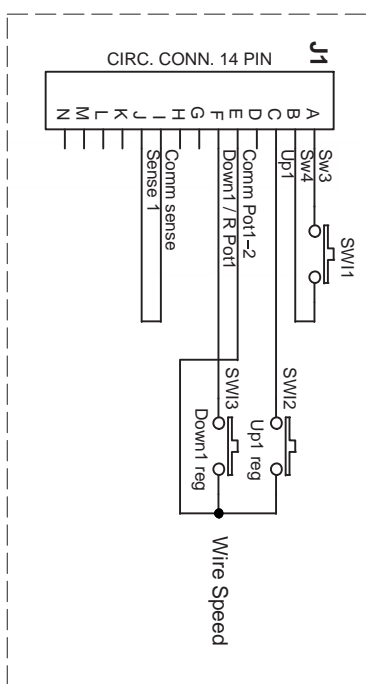 J1
CIRC. CONN. 14 PIN
N
M
L
K
J
I
H
G
F
E
D
C
B
A
Sense 1
Comm sense
Down1 / R Pot1
Comm Pot1-2
Up1
Sw4
Sw3
SWI1
SWI3
Down1 reg
SWI2
Up1 reg
Wire Speed